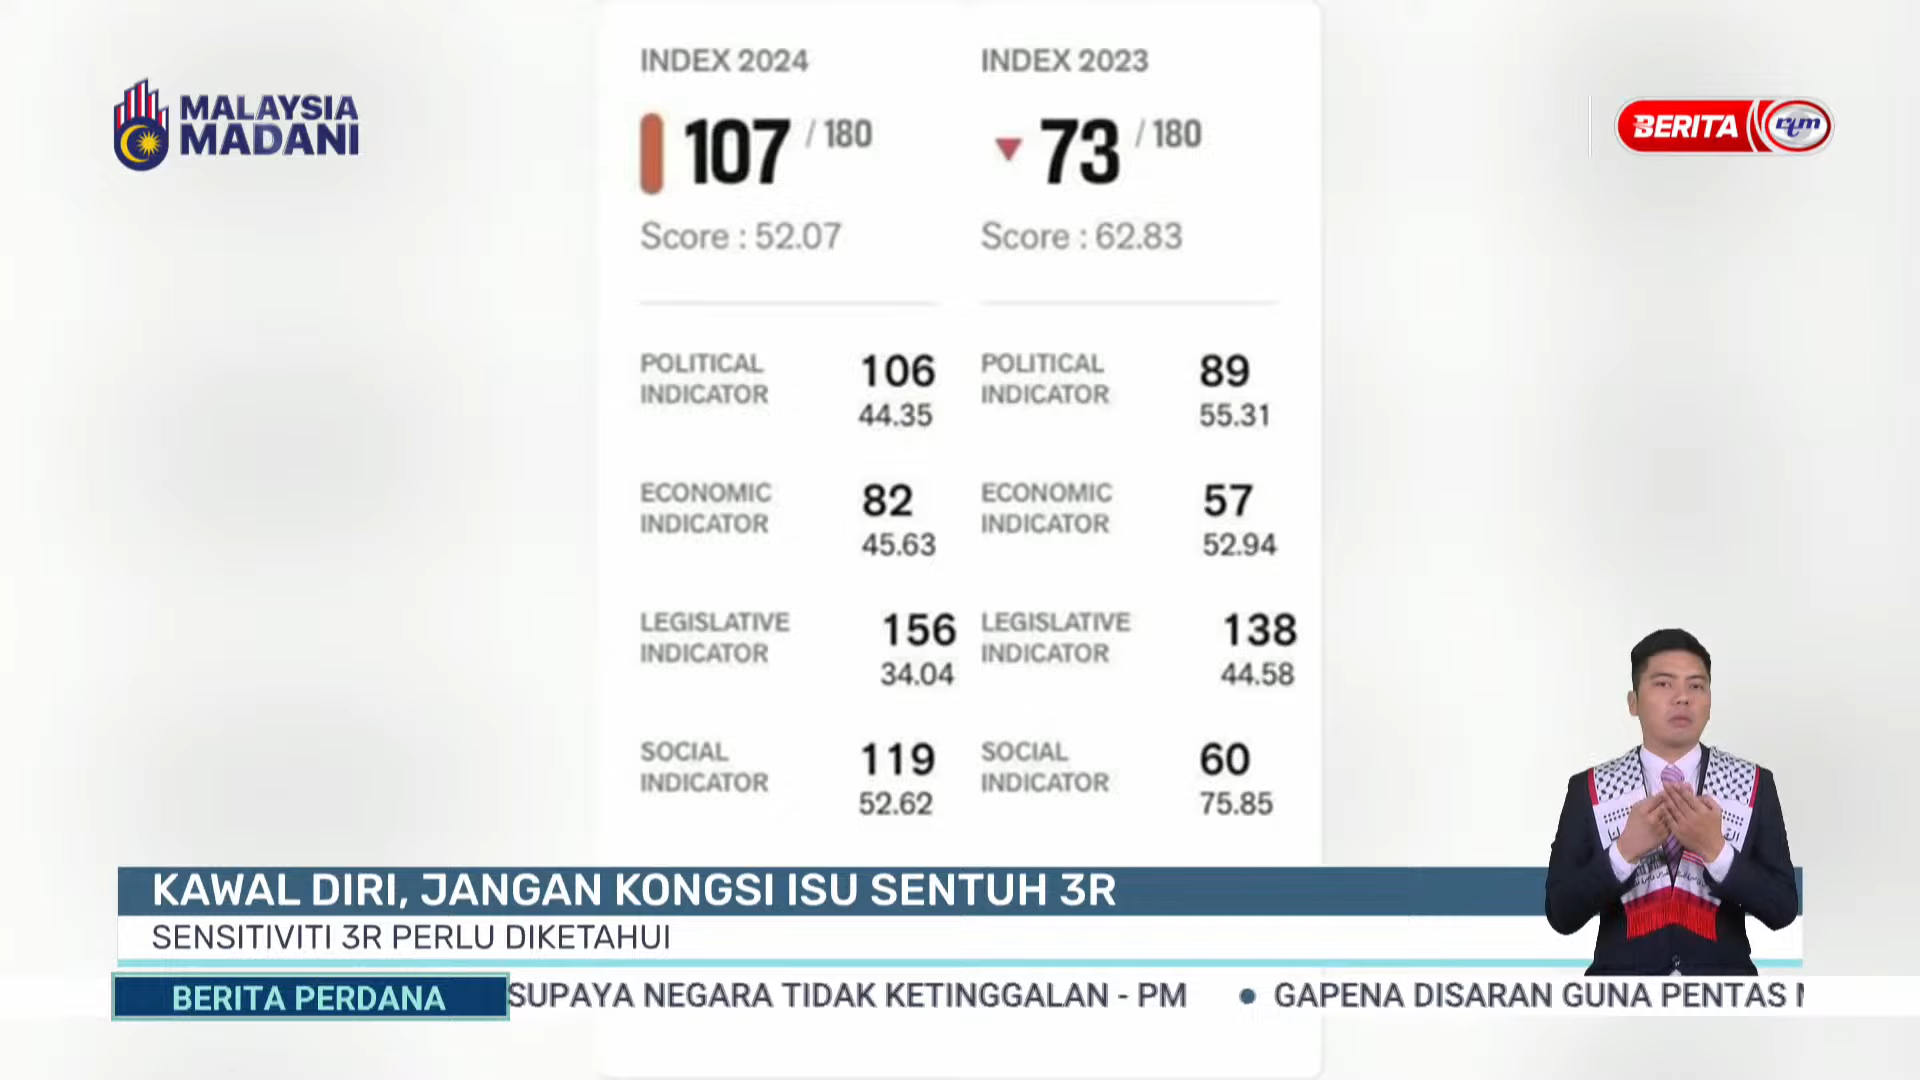 INDEX 2024
INDEX 2023
MALAYSIA
MADANI
107 / 180
73 / 180
BERITA rtm
Score : 52.07
Score : 62.83
POLITICAL
INDICATOR
106
44.35
POLITICAL
INDICATOR
89
55.31
ECONOMIC
INDICATOR
82
45.63
ECONOMIC
INDICATOR
57
52.94
LEGISLATIVE
INDICATOR
156
34.04
LEGISLATIVE
INDICATOR
138
44.58
SOCIAL
INDICATOR
119
52.62
SOCIAL
INDICATOR
60
75.85
KAWAL DIRI, JANGAN KONGSI ISU SENTUH 3R
SENSITIVITI 3R PERLU DIKETAHUI
BERITA PERDANA
SUPAYA NEGARA TIDAK KETINGGALAN - PM • GAPENA DISARAN GUNA PENTAS